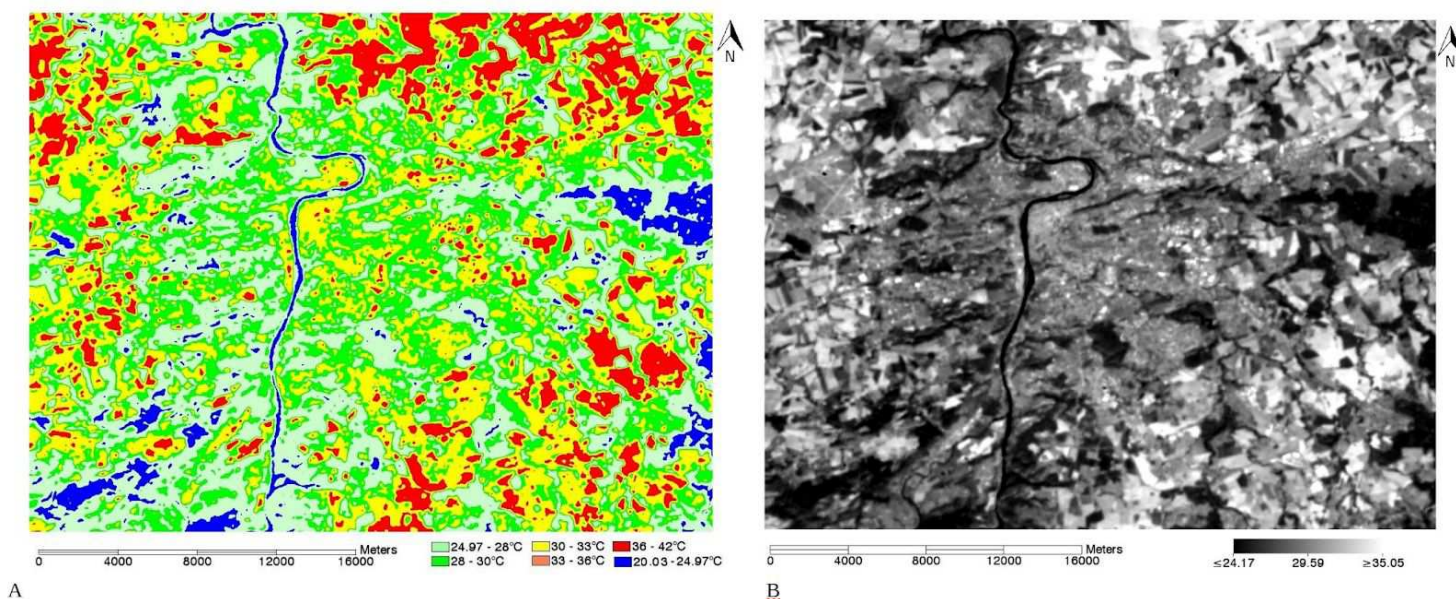 N
N
Meters
0 4000 8000 12000 16000
24.97 - 28°C 30 - 33°C 36 - 42°C
28 - 30°C 33 - 36°C 20.03 -24.97°C
A
Meters
0 4000 8000 12000 16000
≤24.17 29.59 ≥35.05
B